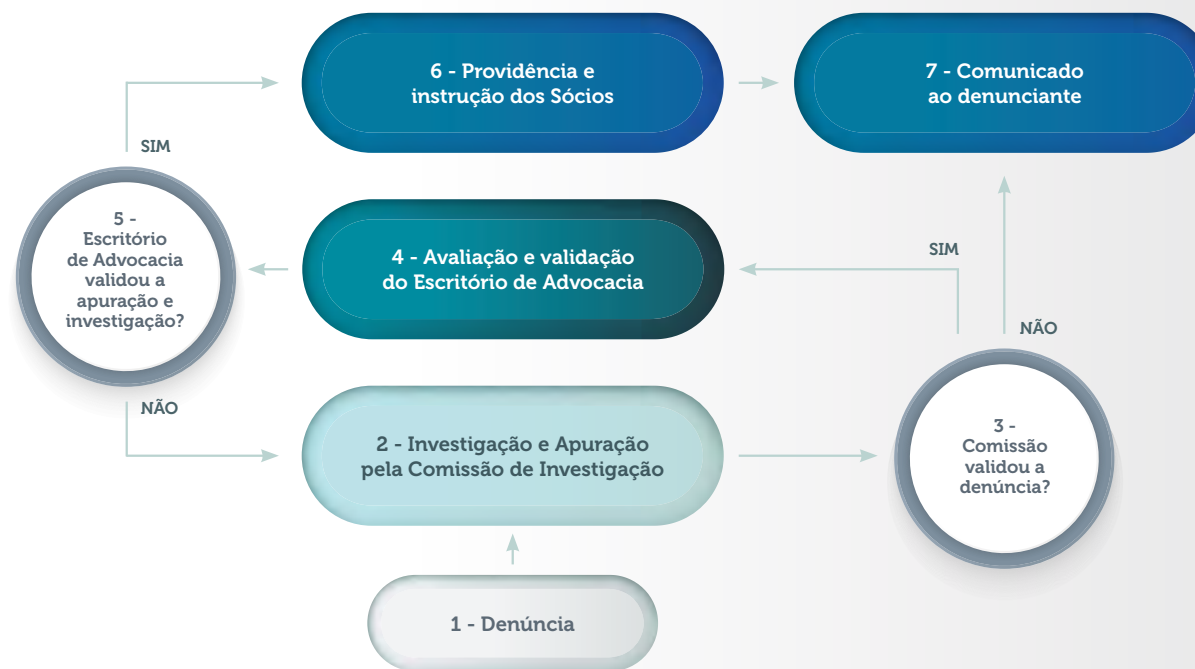 6 - Providência e
instrução dos Sócios
7 - Comunicado
ao denunciante
SIM
5 -
Escritório
de Advocacia
validou a
apuração e
investigação?
4 - Avaliação e validação
do Escritório de Advocacia
SIM
NÃO
NÃO
2 - Investigação e Apuração
pela Comissão de Investigação
3 -
Comissão
validou a
denúncia?
1 - Denúncia